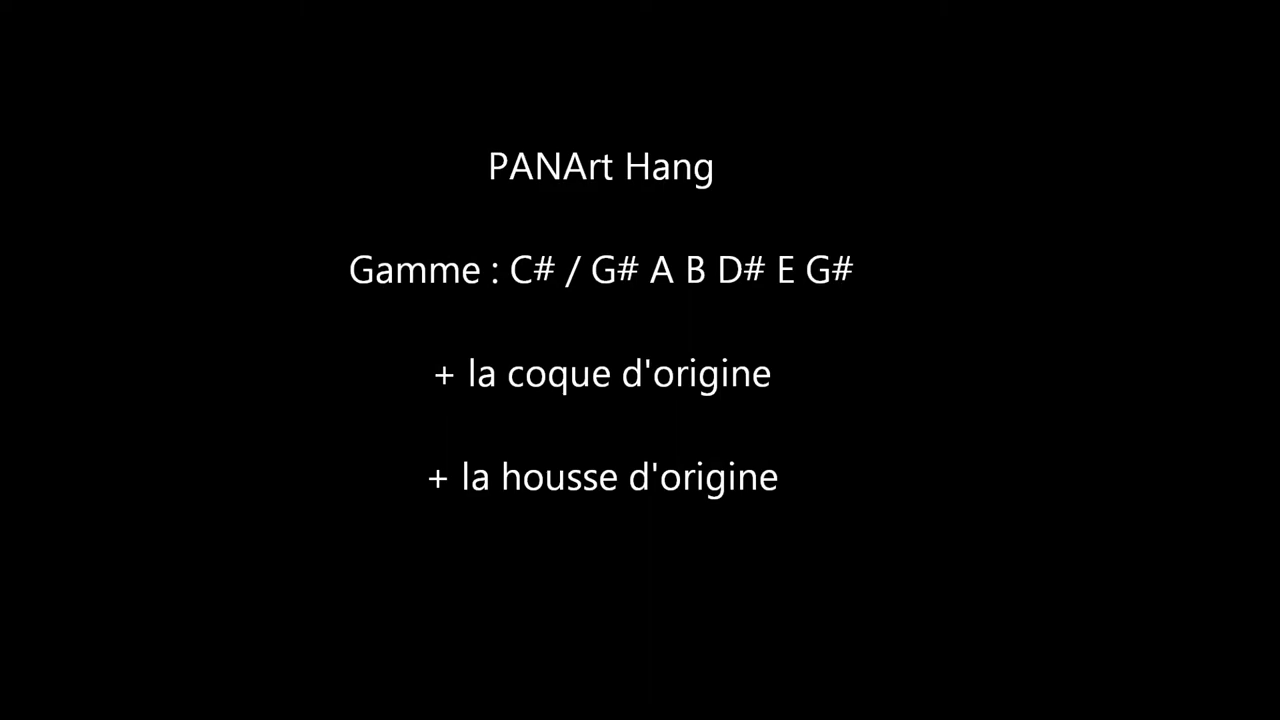 PANArt Hang
Gamme : C# / G# A B D# E G#
+ la coque d'origine
+ la housse d'origine